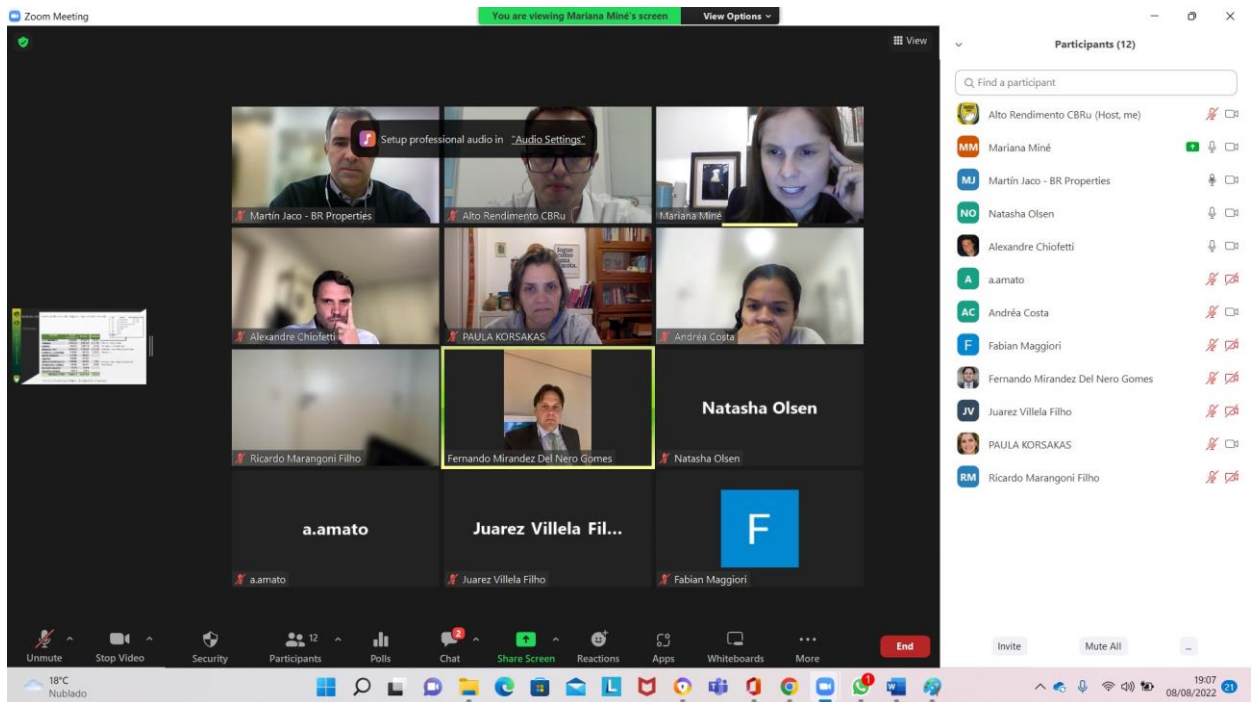 Zoom Meeting
You are viewing Mariana Miné's screen
View Options
View
Participants (12)
Find a participant
Setup professional audio in "Audio Settings"
Martín Jaco - BR Properties
Alto Rendimento CBRu
Mariana Miné
Alexandre Chiofetti
PAULA KORSAKAS
Andréa Costa
Ricardo Marangoni Filho
Fernando Mirandez Del Nero Gomes
Natasha Olsen
Natasha Olsen
a.amato
a.amato
Juarez Villela Fil...
Juarez Villela Filho
F
Fabian Maggiori
Alto Rendimento CBRu (Host, me)
MM Mariana Miné
MJ Martín Jaco - BR Properties
NO Natasha Olsen
Alexandre Chiofetti
A a.amato
AC Andréa Costa
F Fabian Maggiori
Fernando Mirandez Del Nero Gomes
JV Juarez Villela Filho
PAULA KORSAKAS
RM Ricardo Marangoni Filho
Unmute
Stop Video
Security
12
Participants
Polls
2
Chat
Share Screen
Reactions
Apps
Whiteboards
More
End
Invite
Mute All
...
18°C
Nublado
L
1
19:07
08/08/2022
21